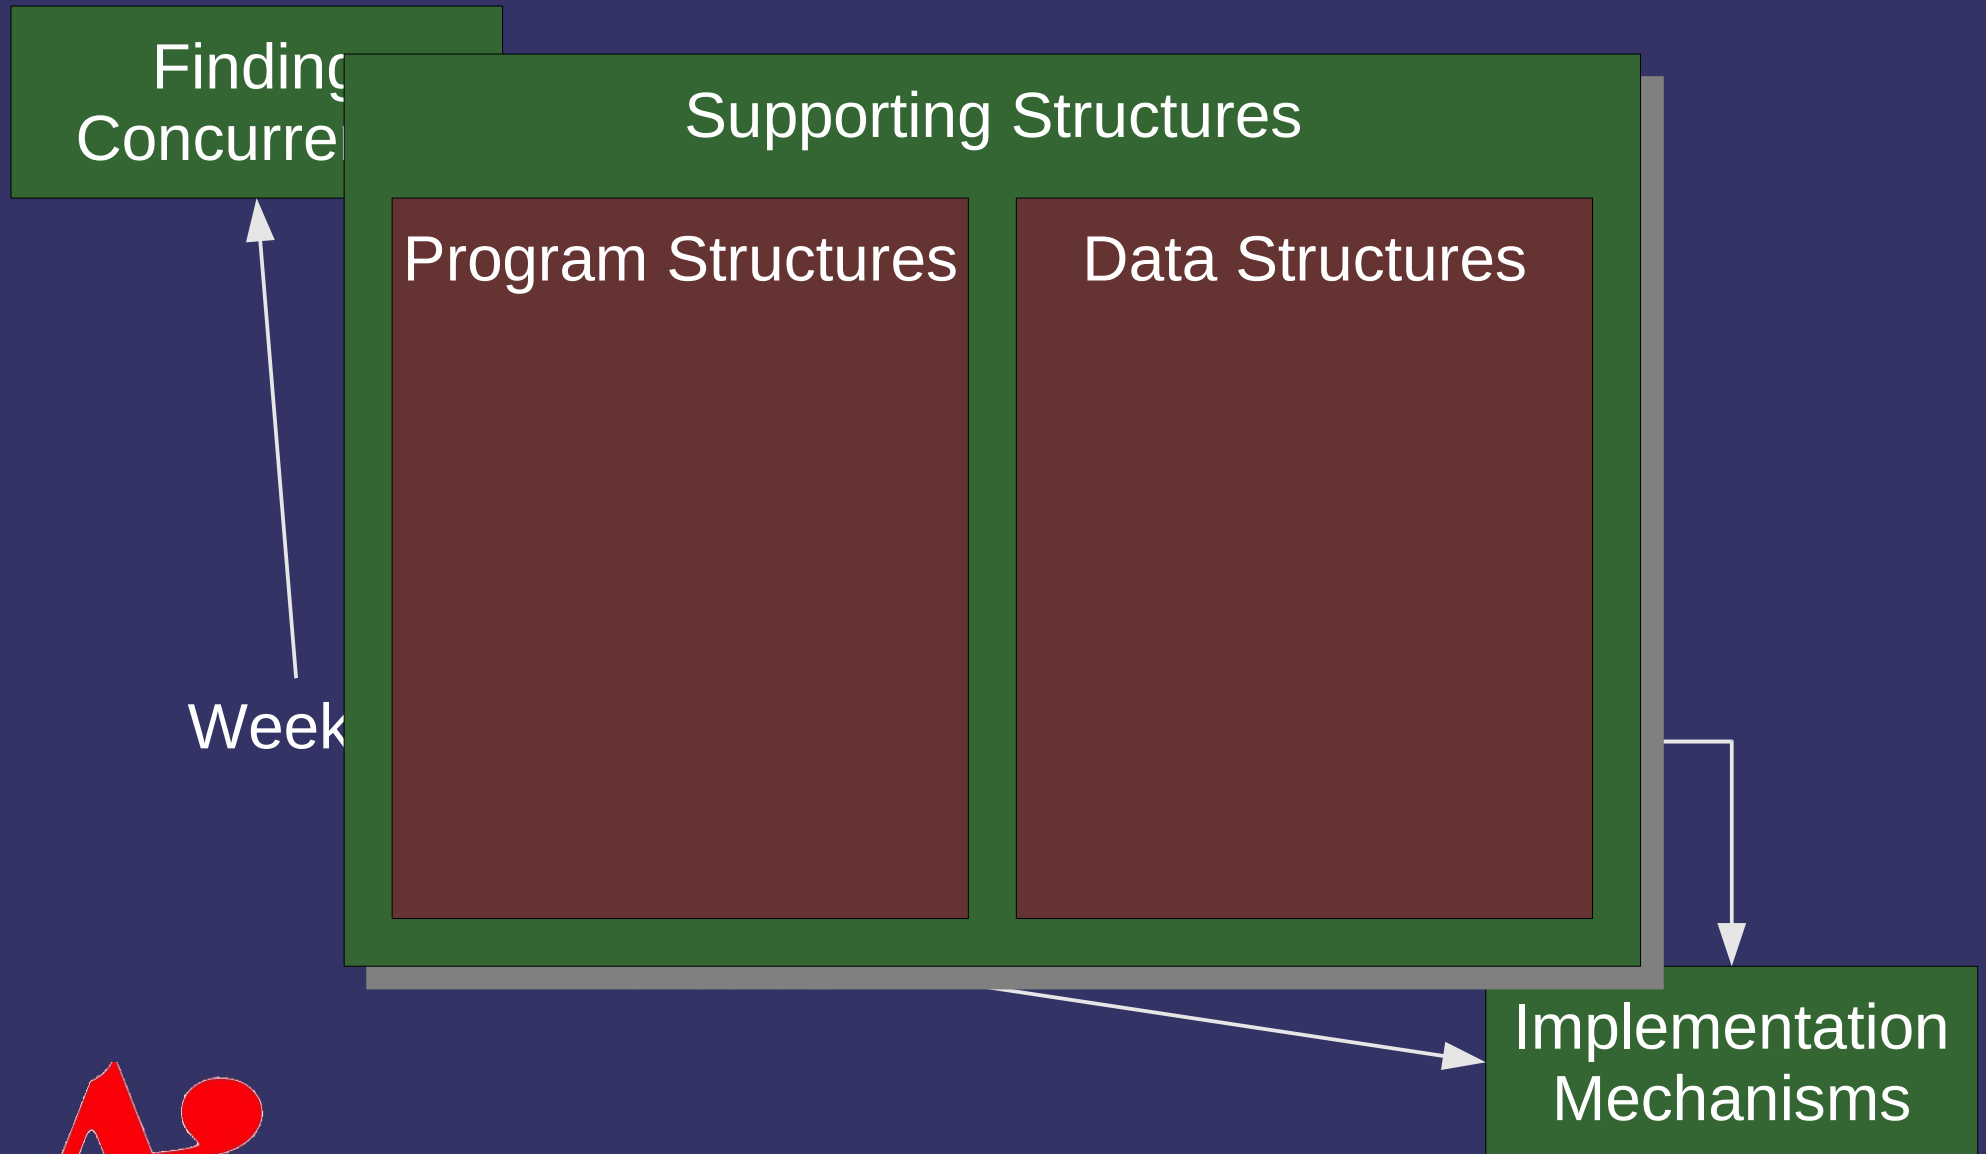 Finding
Concurre
Supporting Structures
Program Structures
Data Structures
Week
Implementation
Mechanisms